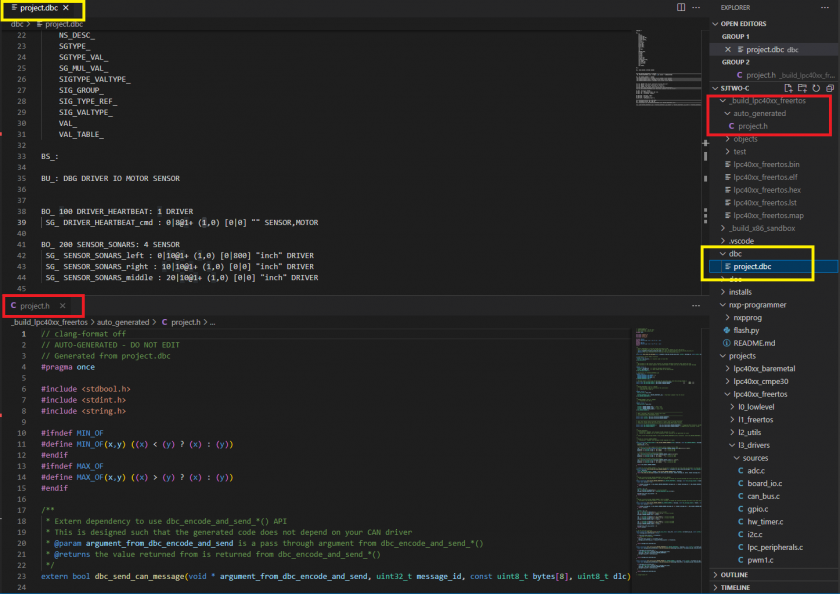 project.dbc ×
dbc > project.dbc
22 NS_DESC_
23 SGTYPE_
24 SGTYPE_VAL_
25 SG_MUL_VAL_
26 SIGTYPE_VALTYPE_
27 SIG_GROUP_
28 SIG_TYPE_REF_
29 SIG_VALTYPE_
30 VAL_
31 VAL_TABLE_
32
33 BS_:
34
35 BU_: DBG DRIVER IO MOTOR SENSOR
36
37
38 BO_ 100 DRIVER_HEARTBEAT: 1 DRIVER
39 SG_ DRIVER_HEARTBEAT_cmd : 0|8@1+ (1,0) [0|0] "" SENSOR,MOTOR
40
41 BO_ 200 SENSOR_SONARS: 4 SENSOR
42 SG_ SENSOR_SONARS_left : 0|10@1+ (1,0) [0|800] "inch" DRIVER
43 SG_ SENSOR_SONARS_right : 10|10@1+ (1,0) [0|0] "inch" DRIVER
44 SG_ SENSOR_SONARS_middle : 20|10@1+ (1,0) [0|0] "inch" DRIVER
45
C project.h ×
_build_lpc40xx_freertos > auto_generated > C project.h > ...
1 // clang-format off
2 // AUTO-GENERATED - DO NOT EDIT
3 // Generated from project.dbc
4 #pragma once
5
6 #include <stdbool.h>
7 #include <stdint.h>
8 #include <string.h>
9
10 #ifndef MIN_OF
11 #define MIN_OF(x,y) ((x) < (y) ? (x) : (y))
12 #endif
13 #ifndef MAX_OF
14 #define MAX_OF(x,y) ((x) > (y) ? (x) : (y))
15 #endif
16
17 /**
18 * Extern dependency to use dbc_encode_and_send_*() API
19 * This is designed such that the generated code does not depend on your CAN driver
20 * @param argument_from_dbc_encode_and_send is a pass through argument from dbc_encode_and_send_*()
21 * @returns the value returned from is returned from dbc_encode_and_send_*()
22 */
23 extern bool dbc_send_can_message(void * argument_from_dbc_encode_and_send, uint32_t message_id, const uint8_t bytes[8], uint8_t dlc)
24
EXPLORER
OPEN EDITORS
GROUP 1
× project.dbc dbc
GROUP 2
C project.h _build_lpc40xx_fr...
SJTWO-C
_build_lpc40xx_freertos
auto_generated
C project.h
objects
test
lpc40xx_freertos.bin
lpc40xx_freertos.elf
lpc40xx_freertos.hex
lpc40xx_freertos.lst
lpc40xx_freertos.map
_build_x86_sandbox
.vscode
dbc
project.dbc
installs
nxp-programmer
nxpprog
flash.py
README.md
projects
lpc40xx_baremetal
lpc40xx_cmpe30
lpc40xx_freertos
l0_lowlevel
l1_freertos
l2_utils
l3_drivers
sources
C adc.c
C board_io.c
C can_bus.c
C gpio.c
C hw_timer.c
C i2c.c
C lpc_peripherals.c
C pwm1.c
OUTLINE
TIMELINE